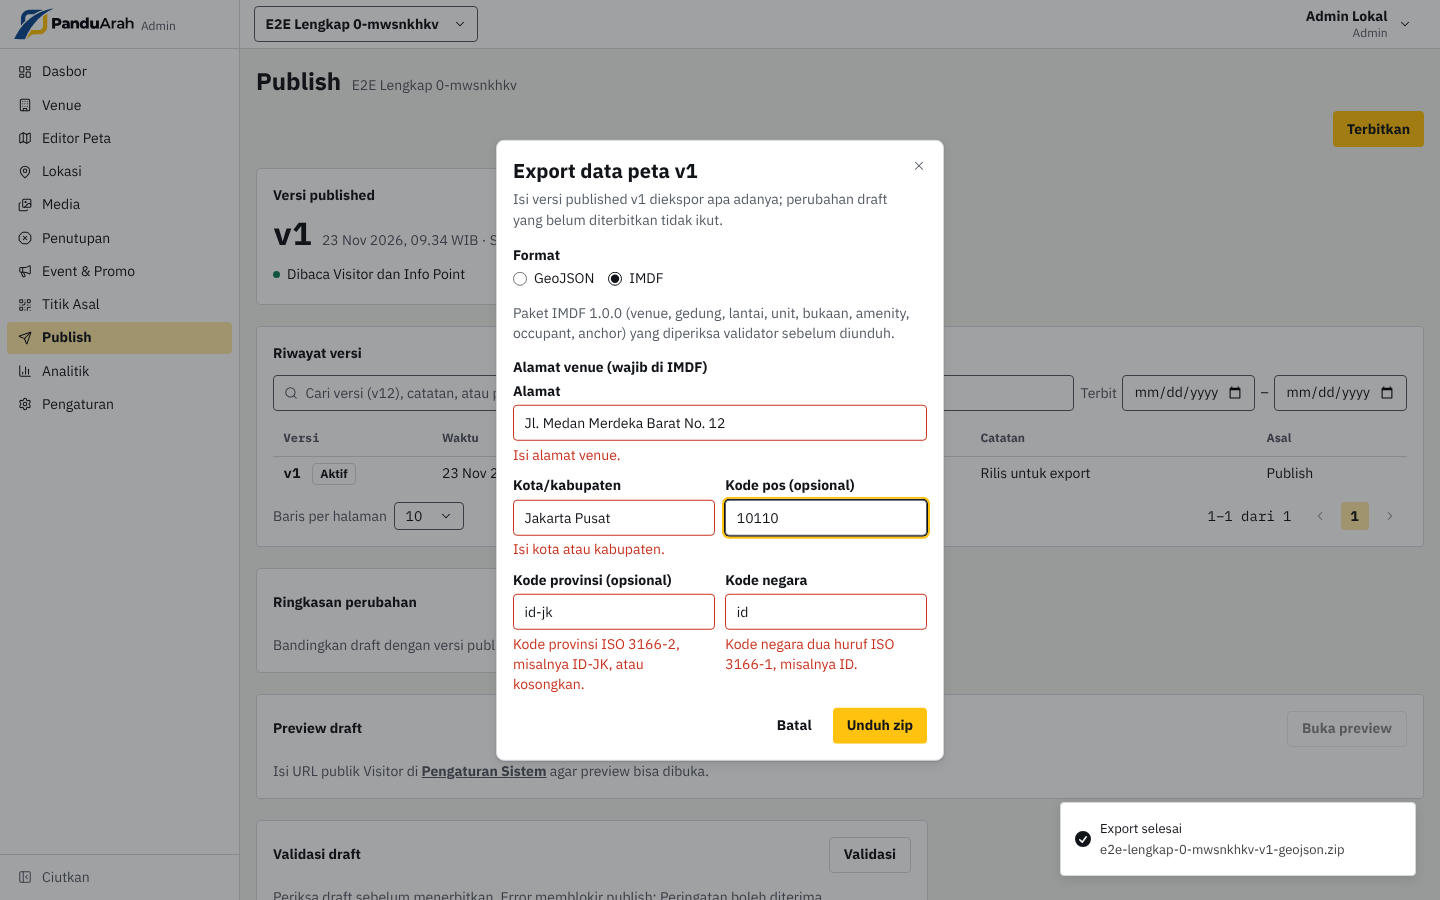 PanduArah Admin
E2E Lengkap 0-mwsnkhkv
Admin Lokal
Admin
Dasbor
Venue
Editor Peta
Lokasi
Media
Penutupan
Event & Promo
Titik Asal
Publish
Analitik
Pengaturan
Ciutkan
Publish E2E Lengkap 0-mwsnkhkv
Terbitkan
Versi published
v1 23 Nov 2026, 09.34 WIB · S
Dibaca Visitor dan Info Point
Riwayat versi
Cari versi (v12), catatan, atau p
Terbit mm/dd/yyyy – mm/dd/yyyy
Versi Waktu Catatan Asal
v1 Aktif 23 Nov 2 Rilis untuk export Publish
Baris per halaman 10 1–1 dari 1 1
Ringkasan perubahan
Bandingkan draft dengan versi publ
Preview draft
Buka preview
Isi URL publik Visitor di Pengaturan Sistem agar preview bisa dibuka.
Validasi draft
Validasi
Periksa draft sebelum menerbitkan. Error memblokir publish; Peringatan boleh diterima.
Export data peta v1
Isi versi published v1 diekspor apa adanya; perubahan draft
yang belum diterbitkan tidak ikut.
Format
GeoJSON IMDF
Paket IMDF 1.0.0 (venue, gedung, lantai, unit, bukaan, amenity,
occupant, anchor) yang diperiksa validator sebelum diunduh.
Alamat venue (wajib di IMDF)
Alamat
Jl. Medan Merdeka Barat No. 12
Isi alamat venue.
Kota/kabupaten Kode pos (opsional)
Jakarta Pusat 10110
Isi kota atau kabupaten.
Kode provinsi (opsional) Kode negara
id-jk id
Kode provinsi ISO 3166-2, Kode negara dua huruf ISO
misalnya ID-JK, atau 3166-1, misalnya ID.
kosongkan.
Batal Unduh zip
Export selesai
e2e-lengkap-0-mwsnkhkv-v1-geojson.zip